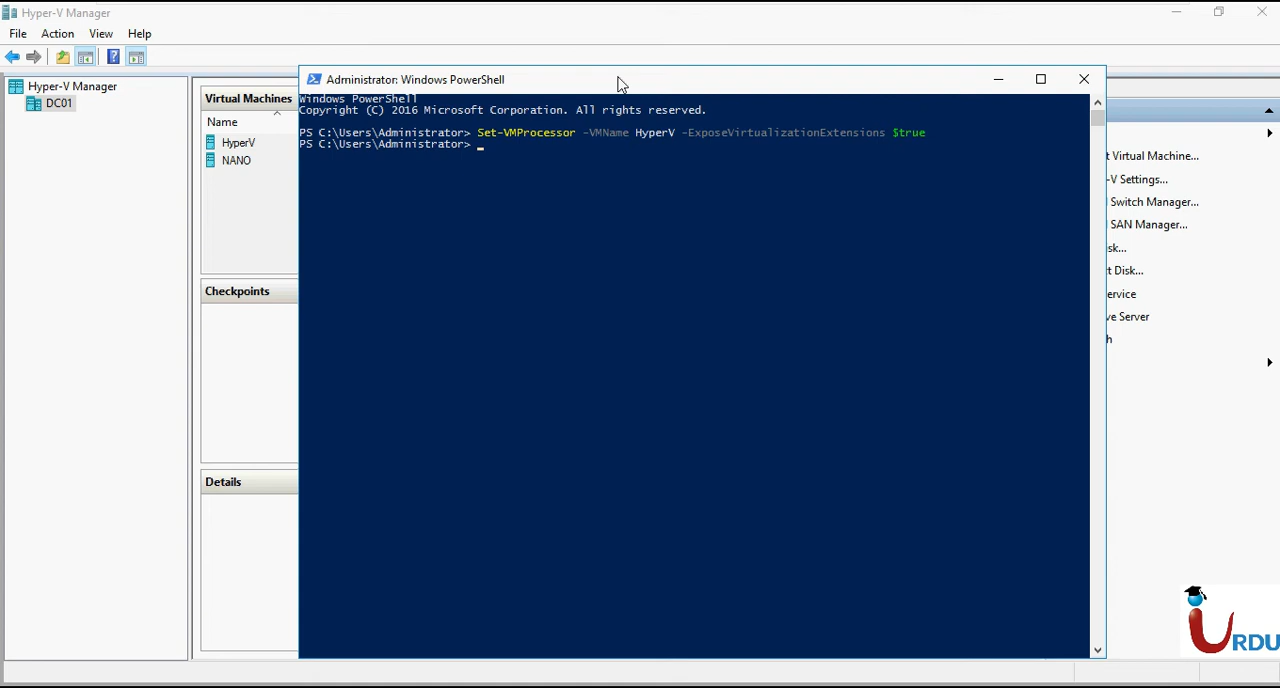 Hyper-V Manager
File Action View Help
Hyper-V Manager
DC01
Virtual Machines
Name
HyperV
NANO
Checkpoints
Details
Administrator: Windows PowerShell
Windows PowerShell
Copyright (C) 2016 Microsoft Corporation. All rights reserved.
PS C:\Users\Administrator> Set-VMProcessor -VMName HyperV -ExposeVirtualizationExtensions $true
PS C:\Users\Administrator>
t Virtual Machine...
-V Settings...
Switch Manager...
SAN Manager...
sk...
t Disk...
ervice
ve Server
h
URDU